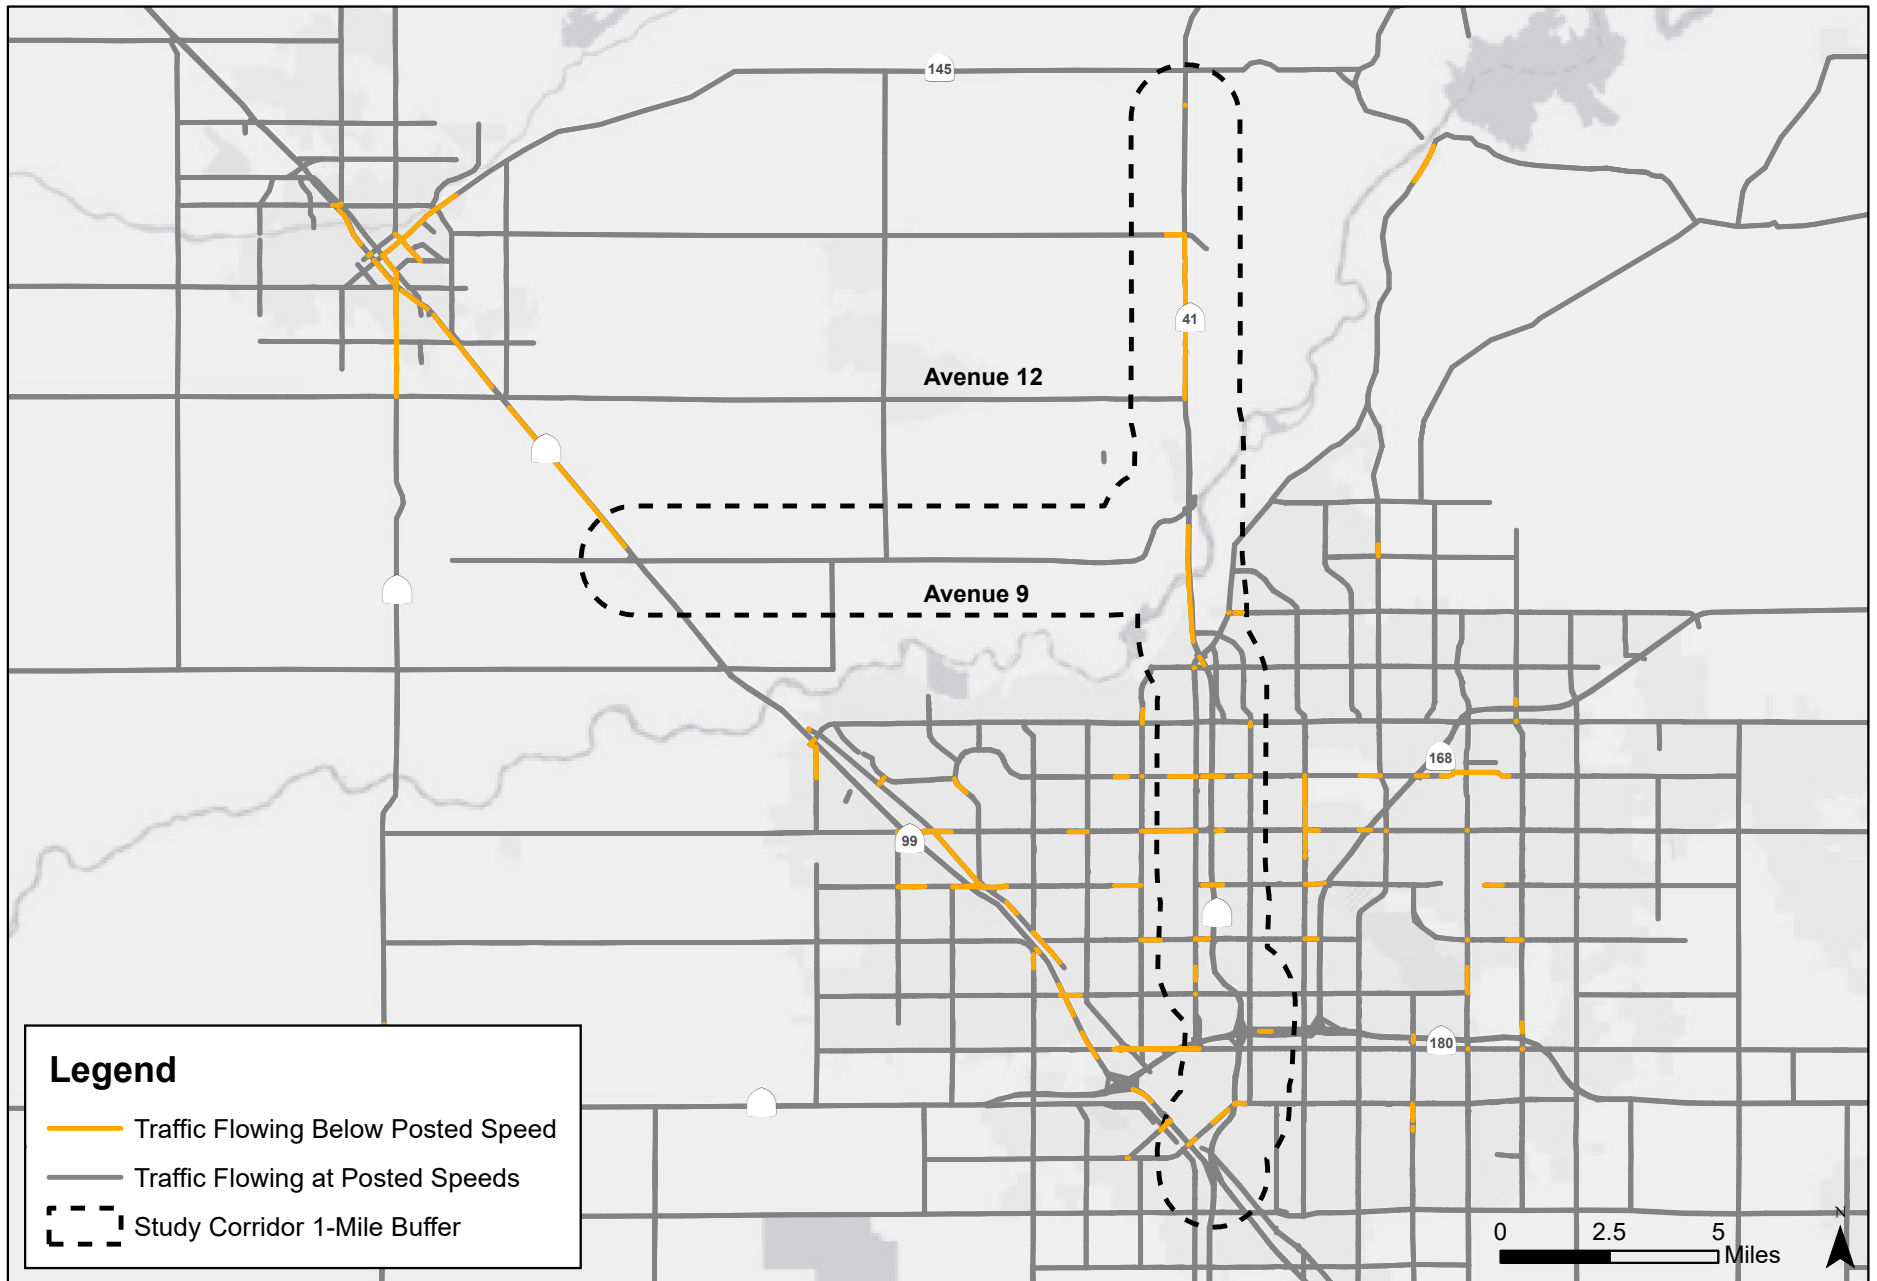 145
41
Avenue 12
Avenue 9
168
99
180
Legend
Traffic Flowing Below Posted Speed
Traffic Flowing at Posted Speeds
Study Corridor 1-Mile Buffer
N
0 2.5 5
Miles